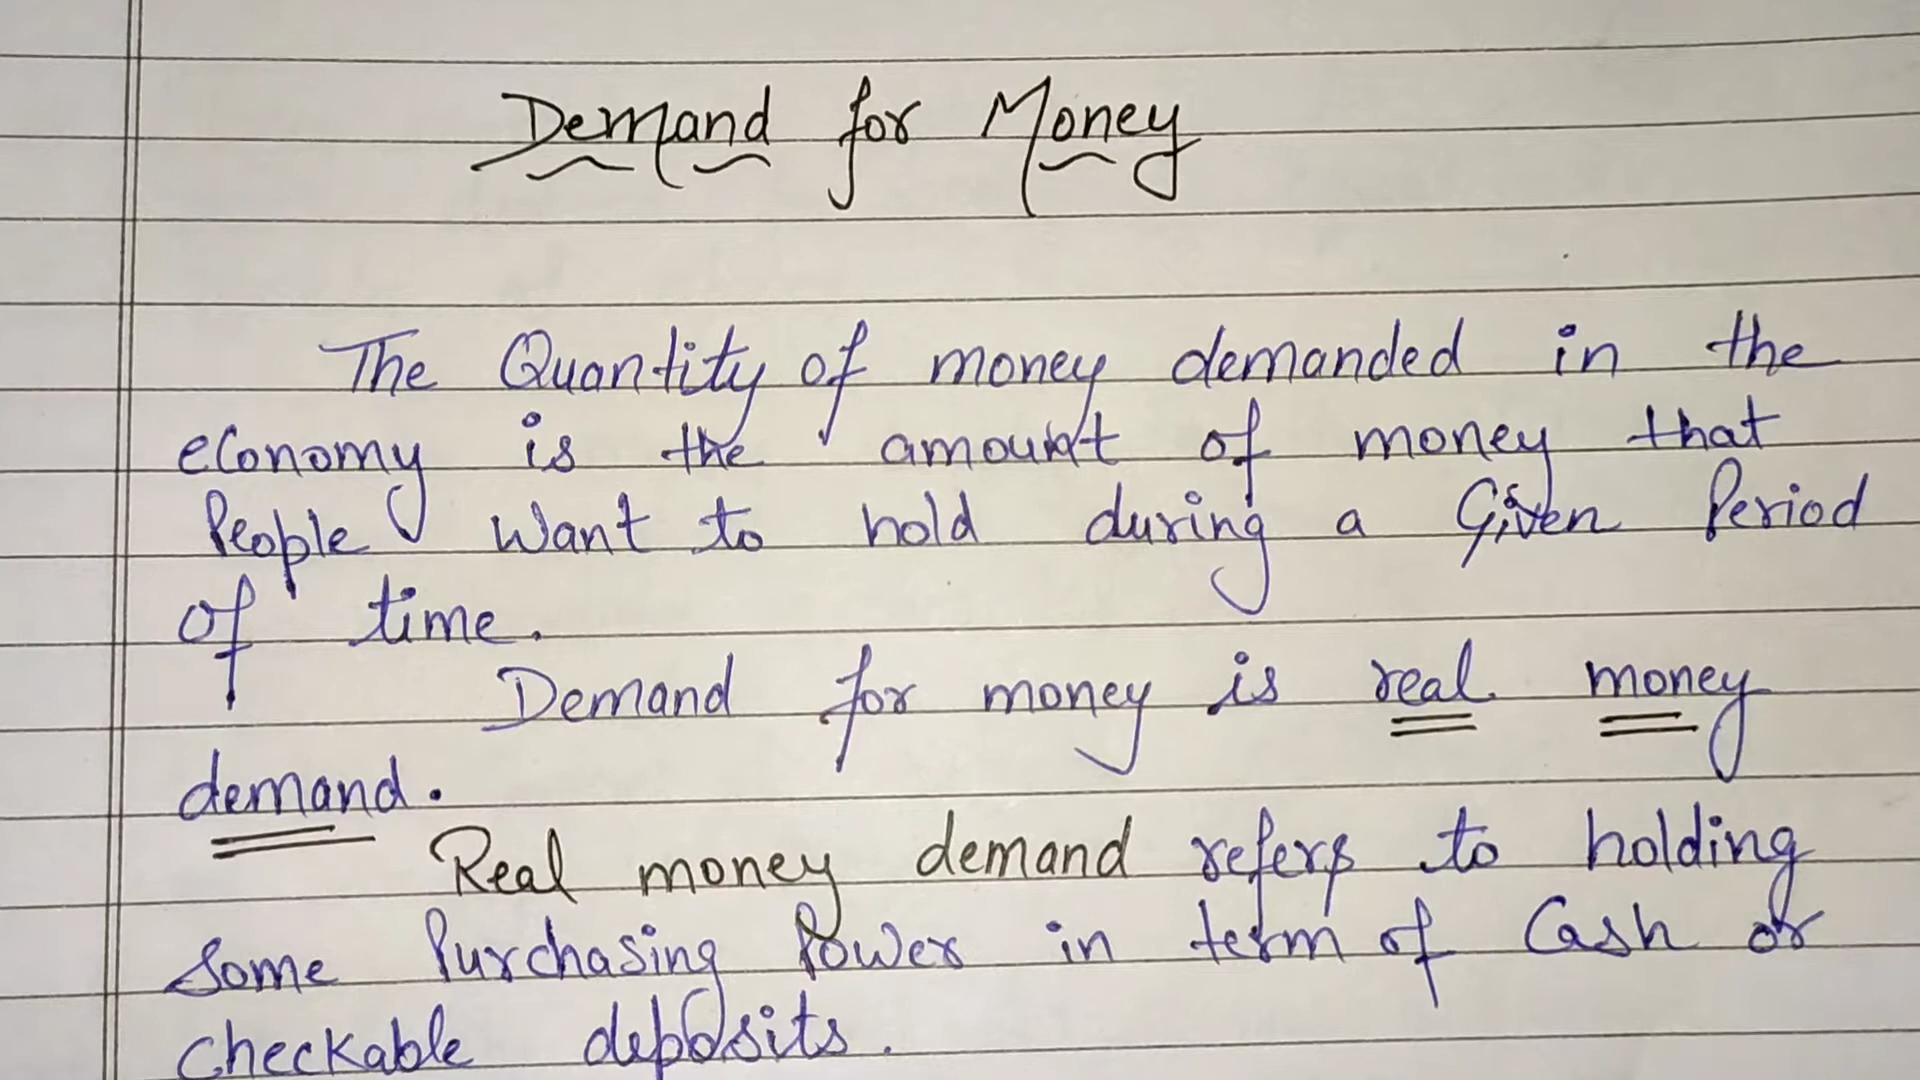 Demand for Money
The Quantity of money demanded in the
economy is the amount of money that
People want to hold during a Given Period
of time.
Demand for money is real money
demand.
Real money demand refers to holding
some Purchasing Power in term of Cash or
checkable deposits.